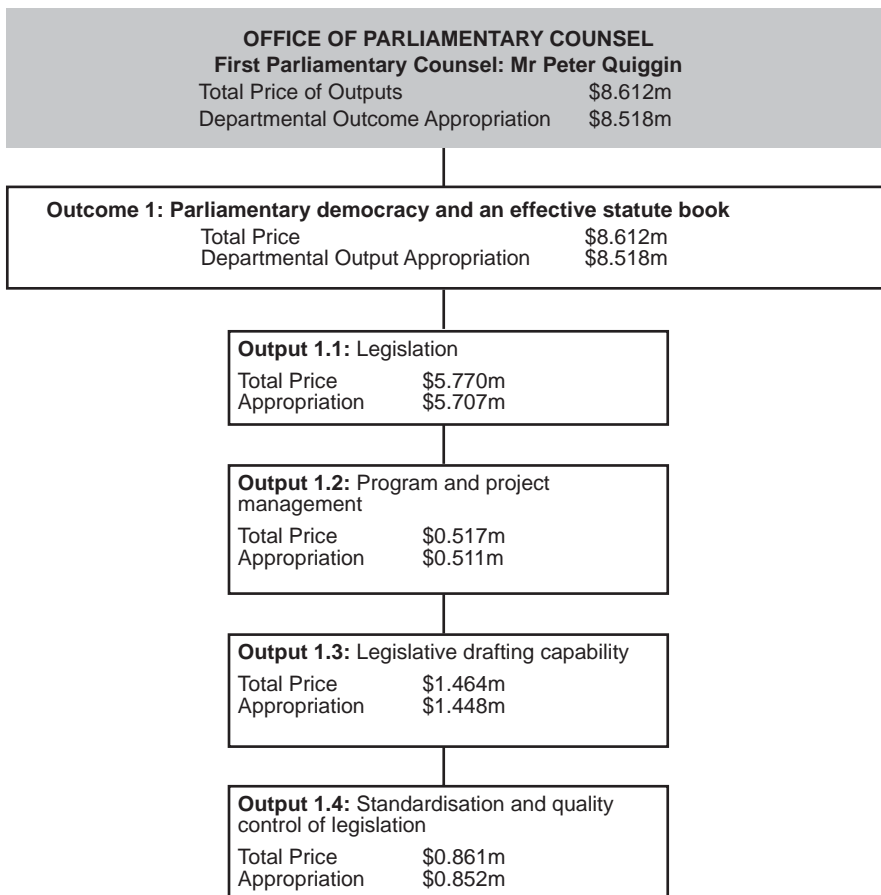 OFFICE OF PARLIAMENTARY COUNSEL
First Parliamentary Counsel: Mr Peter Quiggin
Total Price of Outputs $8.612m
Departmental Outcome Appropriation $8.518m
Outcome 1: Parliamentary democracy and an effective statute book
Total Price $8.612m
Departmental Output Appropriation $8.518m
Output 1.1: Legislation
Total Price $5.770m
Appropriation $5.707m
Output 1.2: Program and project
management
Total Price $0.517m
Appropriation $0.511m
Output 1.3: Legislative drafting capability
Total Price $1.464m
Appropriation $1.448m
Output 1.4: Standardisation and quality
control of legislation
Total Price $0.861m
Appropriation $0.852m